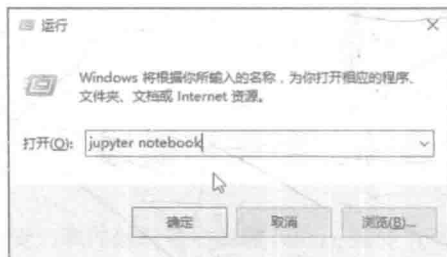 运行
Windows 将根据你所输入的名称，为你打开相应的程序、
文件夹、文档或 Internet 资源。
打开(O): jupyter notebook
确定 取消 浏览(B)...